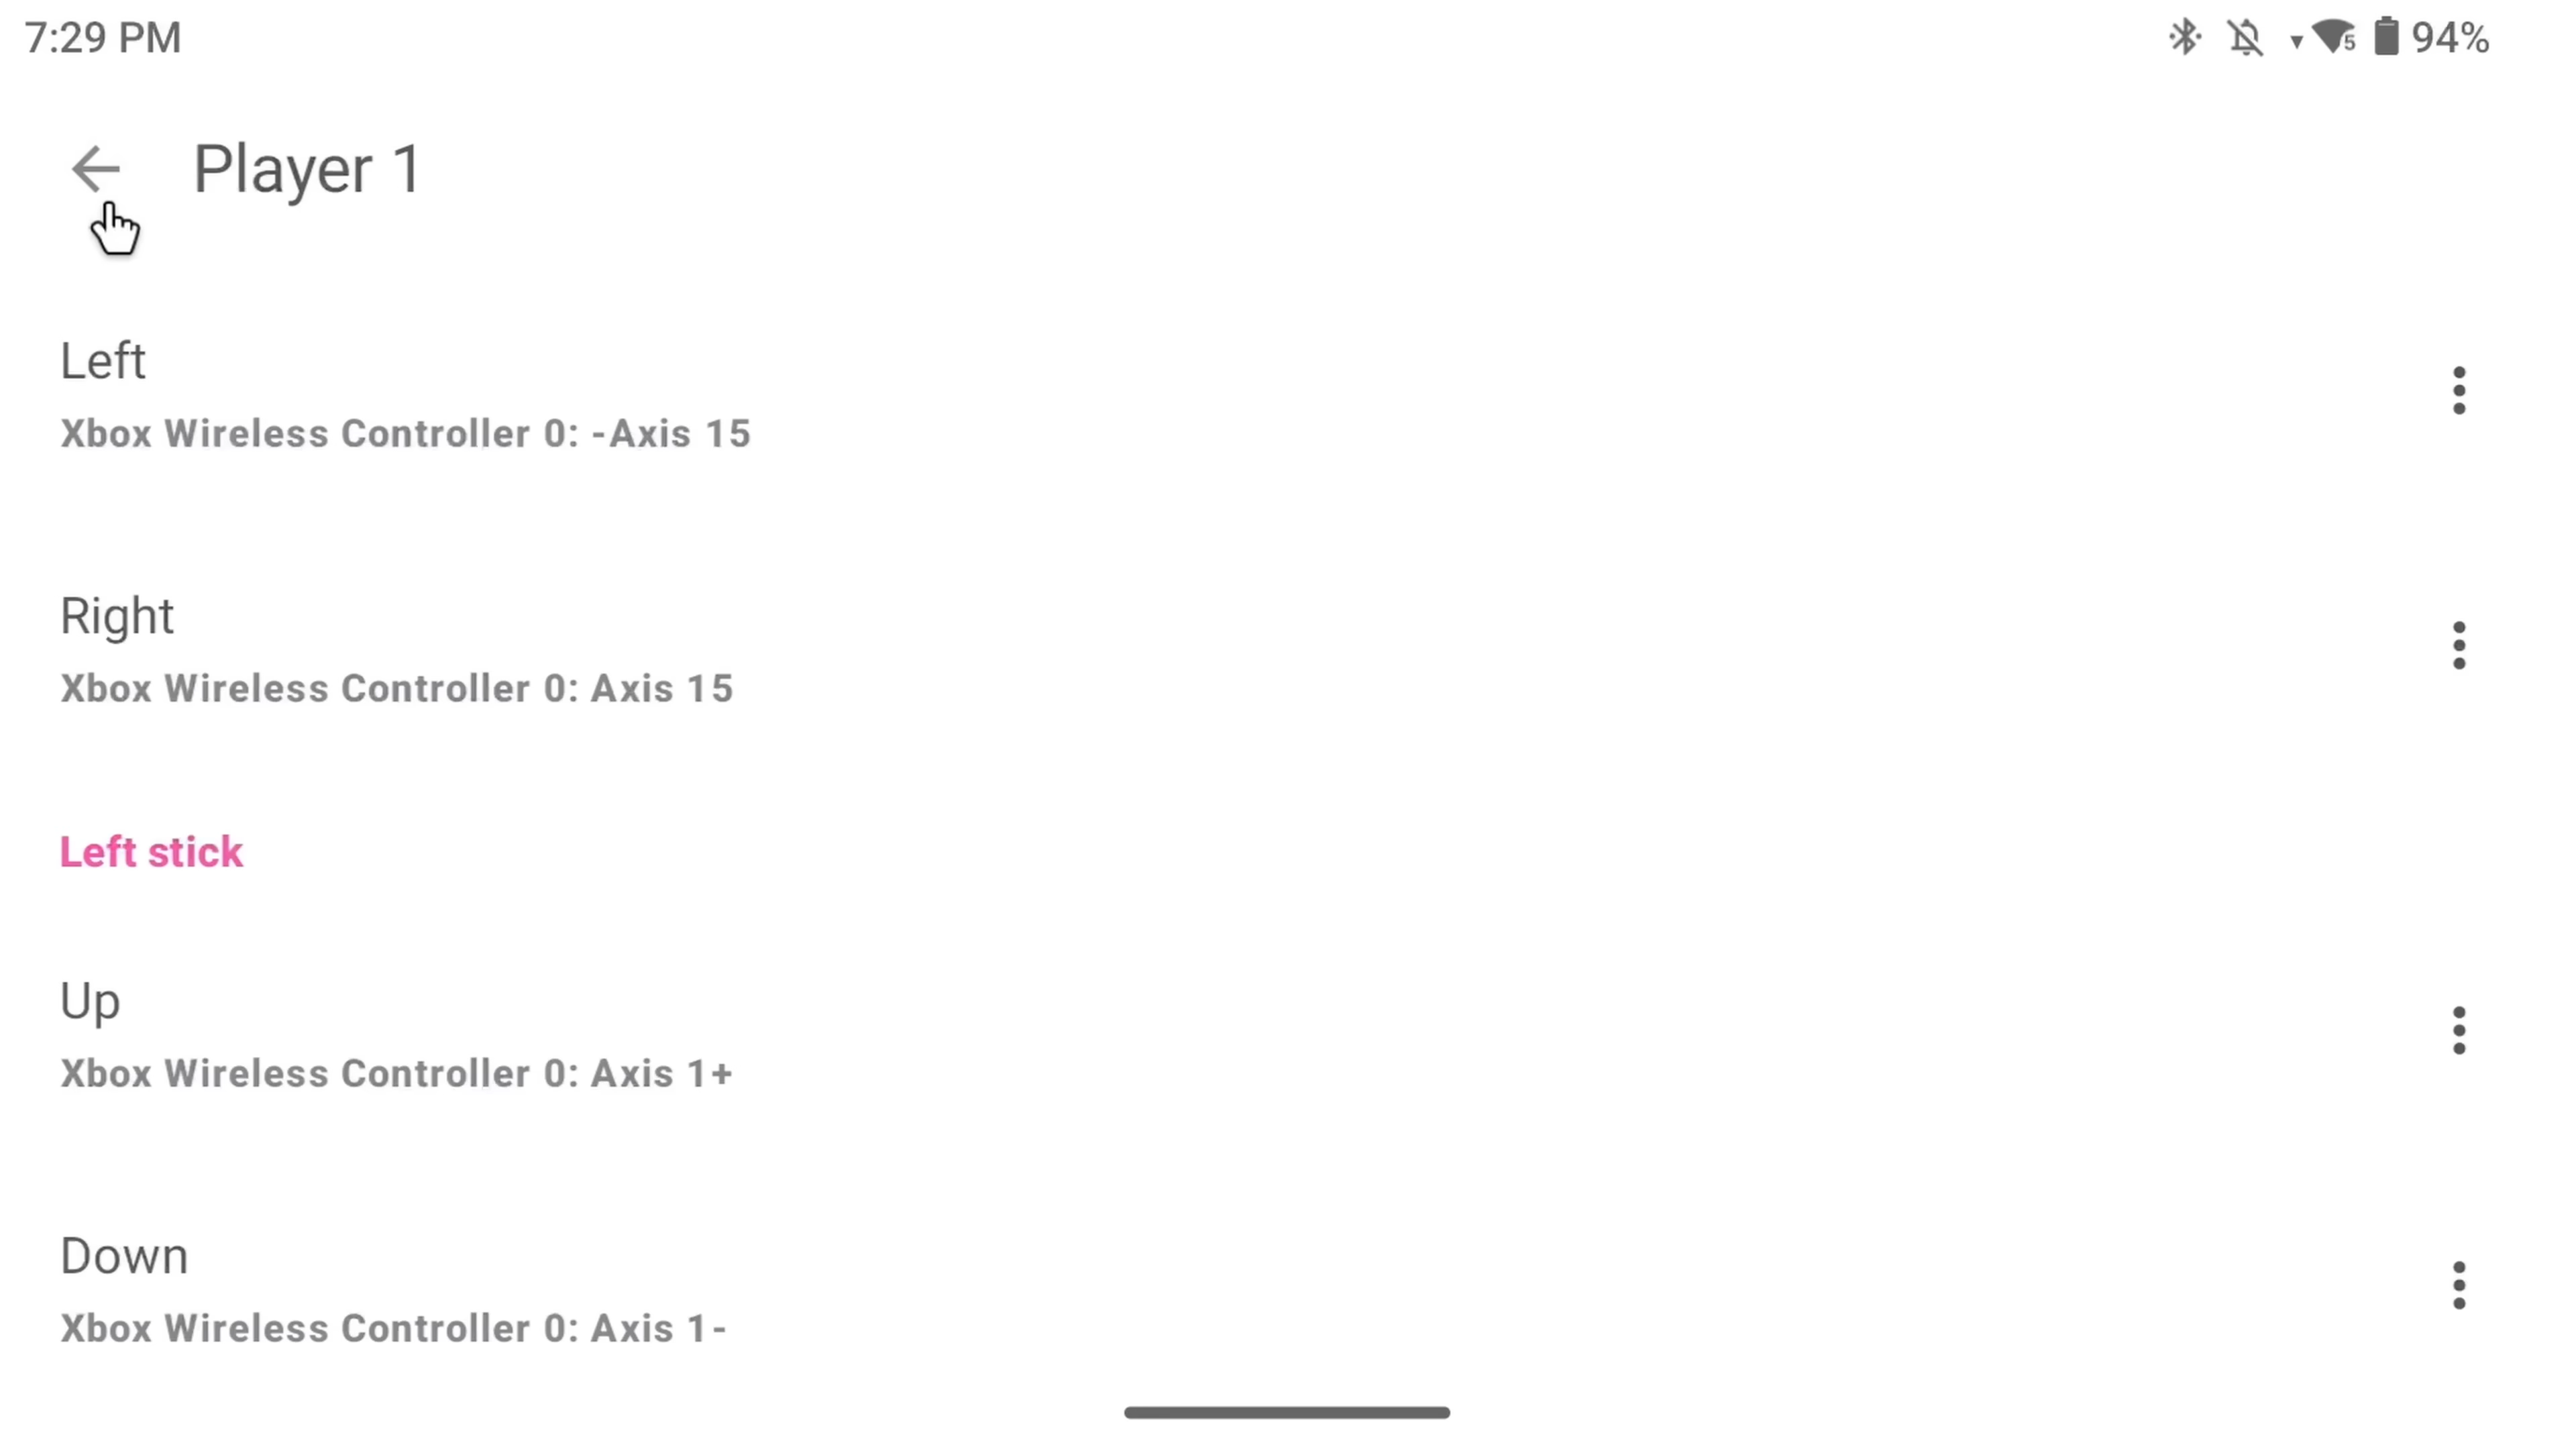 7:29 PM
5 94%
Player 1
Left
Xbox Wireless Controller 0: -Axis 15
Right
Xbox Wireless Controller 0: Axis 15
Left stick
Up
Xbox Wireless Controller 0: Axis 1+
Down
Xbox Wireless Controller 0: Axis 1-